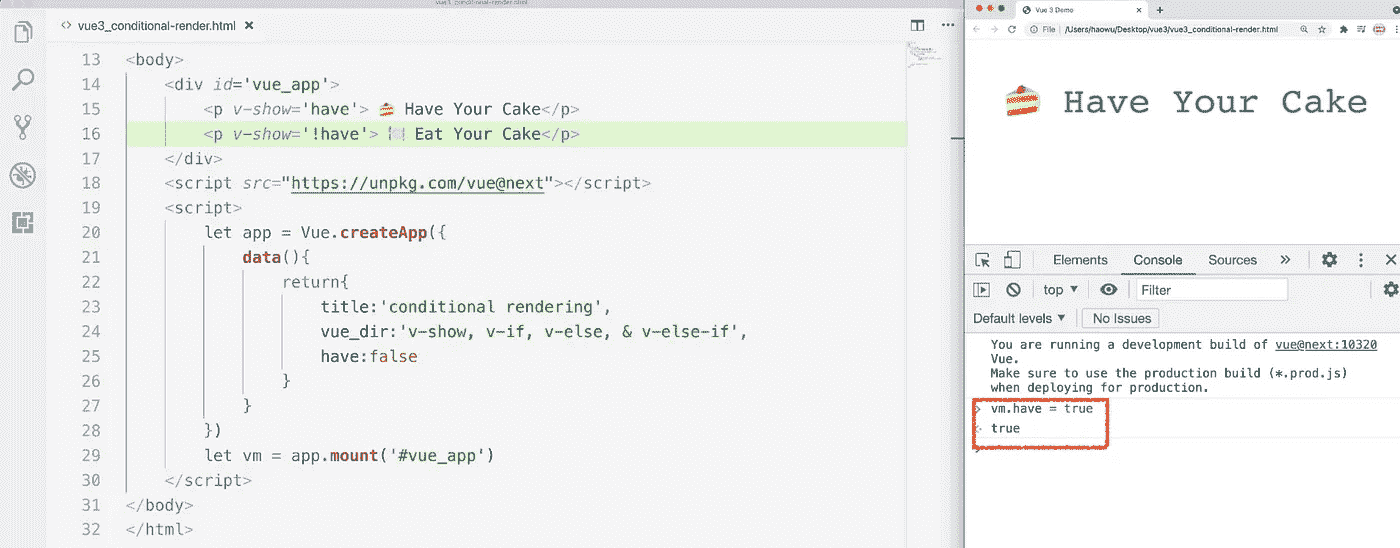 vue3_conditional-render.html
<> vue3_conditional-render.html ×
13 <body>
14 <div id='vue_app'>
15 <p v-show='have'> 🍰 Have Your Cake</p>
16 <p v-show='!have'> 🍽 Eat Your Cake</p>
17 </div>
18 <script src="https://unpkg.com/vue@next"></script>
19 <script>
20 let app = Vue.createApp({
21 data(){
22 return{
23 title:'conditional rendering',
24 vue_dir:'v-show, v-if, v-else, & v-else-if',
25 have:false
26 }
27 }
28 })
29 let vm = app.mount('#vue_app')
30 </script>
31 </body>
32 </html>
Vue 3 Demo
File | /Users/haowu/Desktop/vue3/vue3_conditional-render.html
🍰 Have Your Cake
Elements Console Sources »
top ▼ Filter
Default levels ▼ No Issues
You are running a development build of vue@next:10320
Vue.
Make sure to use the production build (*.prod.js)
when deploying for production.
> vm.have = true
true